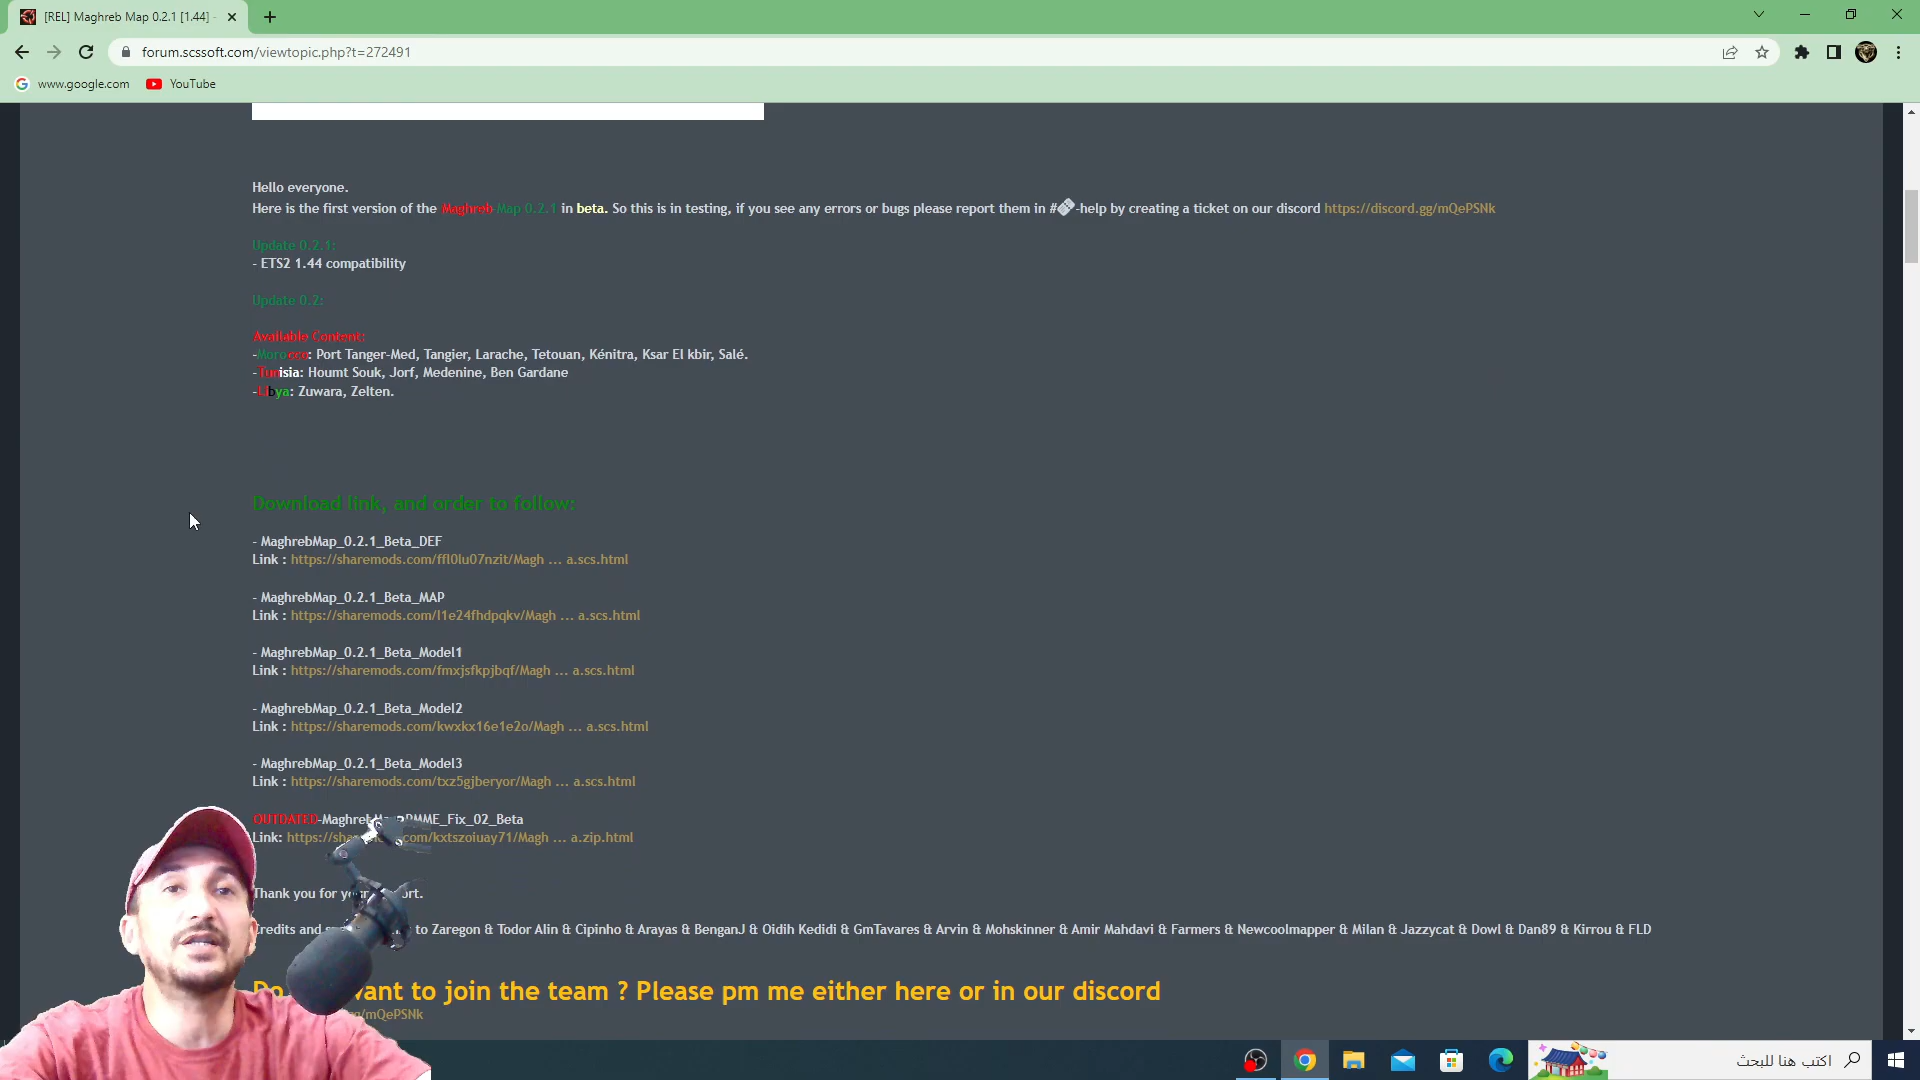 [REL] Maghreb Map 0.2.1 [1.44] -
forum.scssoft.com/viewtopic.php?t=272491
www.google.com YouTube
Hello everyone.
Here is the first version of the Maghreb-Map 0.2.1 in beta. So this is in testing, if you see any errors or bugs please report them in #-help by creating a ticket on our discord https://discord.gg/mQePSNk
Update 0.2.1:
- ETS2 1.44 compatibility
Update 0.2:
Available Content:
-Morocco: Port Tanger-Med, Tangier, Larache, Tetouan, Kénitra, Ksar El kbir, Salé.
-Tunisia: Houmt Souk, Jorf, Medenine, Ben Gardane
-Libya: Zuwara, Zelten.
Download link, and order to follow:
- MaghrebMap_0.2.1_Beta_DEF
Link : https://sharemods.com/ffl0lu07nzit/Magh ... a.scs.html
- MaghrebMap_0.2.1_Beta_MAP
Link : https://sharemods.com/l1e24fhdpqkv/Magh ... a.scs.html
- MaghrebMap_0.2.1_Beta_Model1
Link : https://sharemods.com/fmxjsfkpjbqf/Magh ... a.scs.html
- MaghrebMap_0.2.1_Beta_Model2
Link : https://sharemods.com/kwxkx16e1e2o/Magh ... a.scs.html
- MaghrebMap_0.2.1_Beta_Model3
Link : https://sharemods.com/txz5gjberyor/Magh ... a.scs.html
OUTDATED-Maghreb ME_Fix_02_Beta
Link: https://shar com/kxtszoiuay71/Magh ... a.zip.html
Thank you for your ort.
Credits and to Zaregon & Todor Alin & Cipinho & Arayas & BenganJ & Oidih Kedidi & GmTavares & Arvin & Mohskinner & Amir Mahdavi & Farmers & Newcoolmapper & Milan & Jazzycat & Dowl & Dan89 & Kirrou & FLD
Do want to join the team ? Please pm me either here or in our discord
/mQePSNk
اكتب هنا للبحث